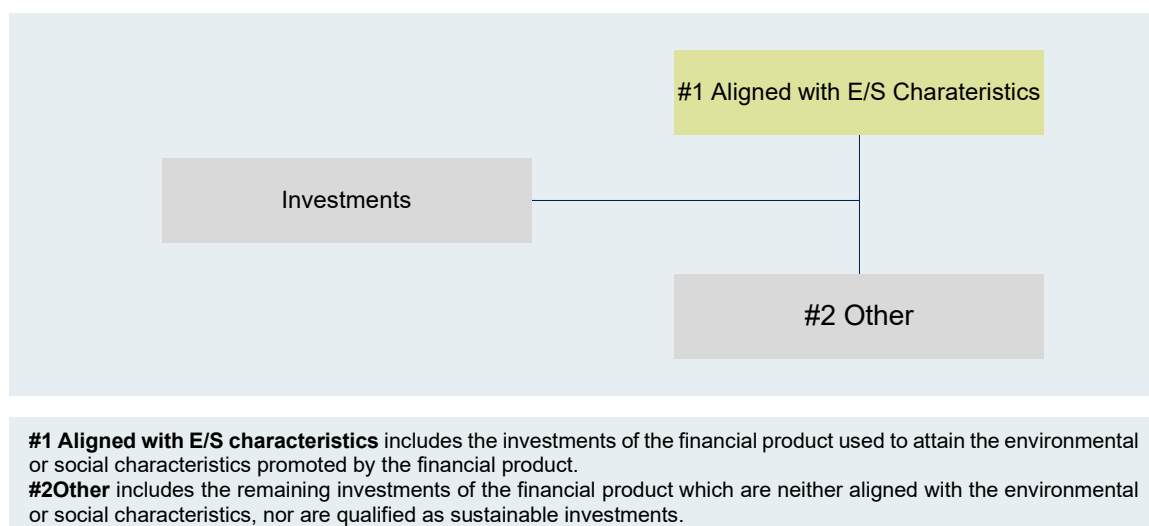 #1 Aligned with E/S Charateristics
Investments
#2 Other
#1 Aligned with E/S characteristics includes the investments of the financial product used to attain the environmental
or social characteristics promoted by the financial product.
#2Other includes the remaining investments of the financial product which are neither aligned with the environmental
or social characteristics, nor are qualified as sustainable investments.